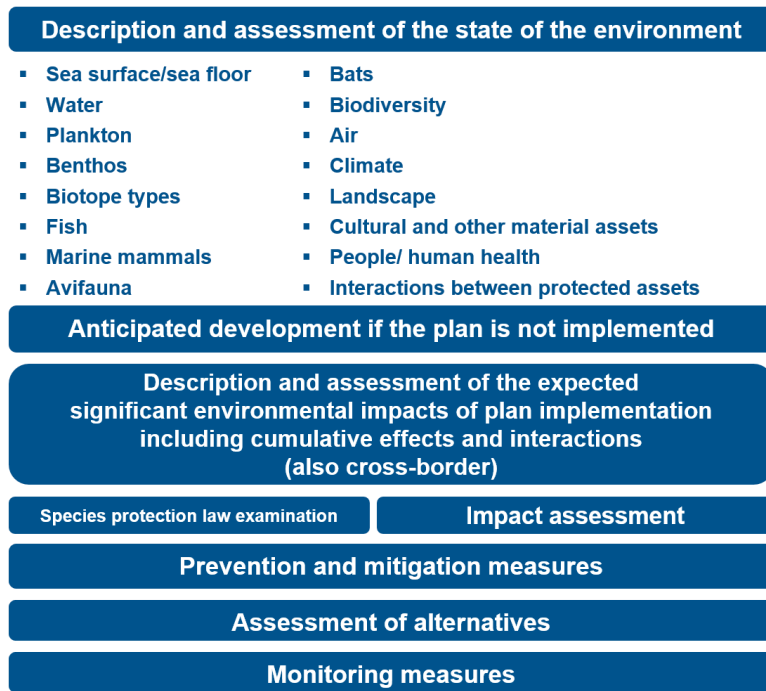 Description and assessment of the state of the environment
▪ Sea surface/sea floor
▪ Water
▪ Plankton
▪ Benthos
▪ Biotope types
▪ Fish
▪ Marine mammals
▪ Avifauna
▪ Bats
▪ Biodiversity
▪ Air
▪ Climate
▪ Landscape
▪ Cultural and other material assets
▪ People/ human health
▪ Interactions between protected assets
Anticipated development if the plan is not implemented
Description and assessment of the expected
significant environmental impacts of plan implementation
including cumulative effects and interactions
(also cross-border)
Species protection law examination
Impact assessment
Prevention and mitigation measures
Assessment of alternatives
Monitoring measures